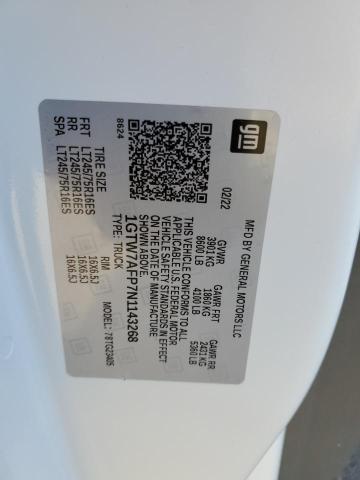 gm
MFD BY GENERAL MOTORS LLC
02/22
GVWR
3901 KG
8600 LB
GAWR FRT
1860 KG
4100 LB
GAWR RR
2431 KG
5360 LB
THIS VEHICLE CONFORMS TO ALL
APPLICABLE U.S. FEDERAL MOTOR
VEHICLE SAFETY STANDARDS IN EFFECT
ON THE DATE OF MANUFACTURE
SHOWN ABOVE.
1GTW7AFP7N1143268
TYPE: TRUCK
MODEL: 78TG23405
8624
TIRE SIZE
RIM
FRT LT245/75R16ES 16X6.5J
RR LT245/75R16ES 16X6.5J
SPA LT245/75R16ES 16X6.5J